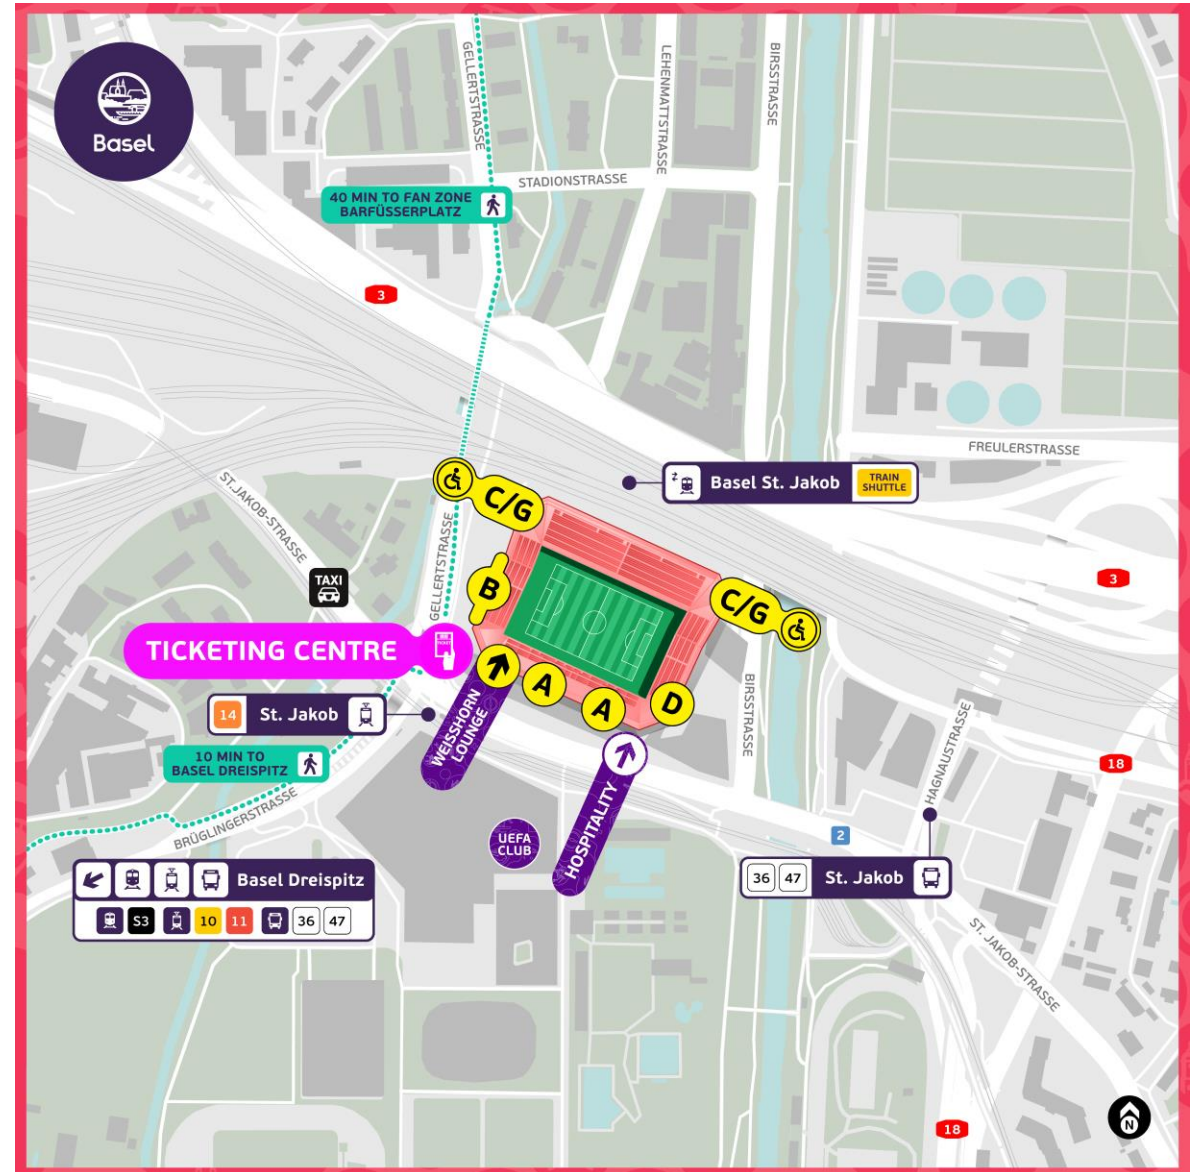 Basel
GELLERTSTRASSE
LEHENMATTSTRASSE
BIRSSTRASSE
STADIONSTRASSE
40 MIN TO FAN ZONE
BARFÜSSERPLATZ
3
FREULERSTRASSE
ST.JAKOB-STRASSE
C/G
Basel St. Jakob
TRAIN
SHUTTLE
GELLERTSTRASSE
TAXI
B
3
C/G
TICKETING CENTRE
A
A
D
BIRSSTRASSE
14
St. Jakob
WEISSHORN
LOUNGE
HAGNAUSTRASSE
10 MIN TO
BASEL DREISPITZ
18
BRÜGLINGERSTRASSE
HOSPITALITY
UEFA
CLUB
2
Basel Dreispitz
S3
10
11
36
47
36
47
St. Jakob
ST. JAKOB-STRASSE
18
N